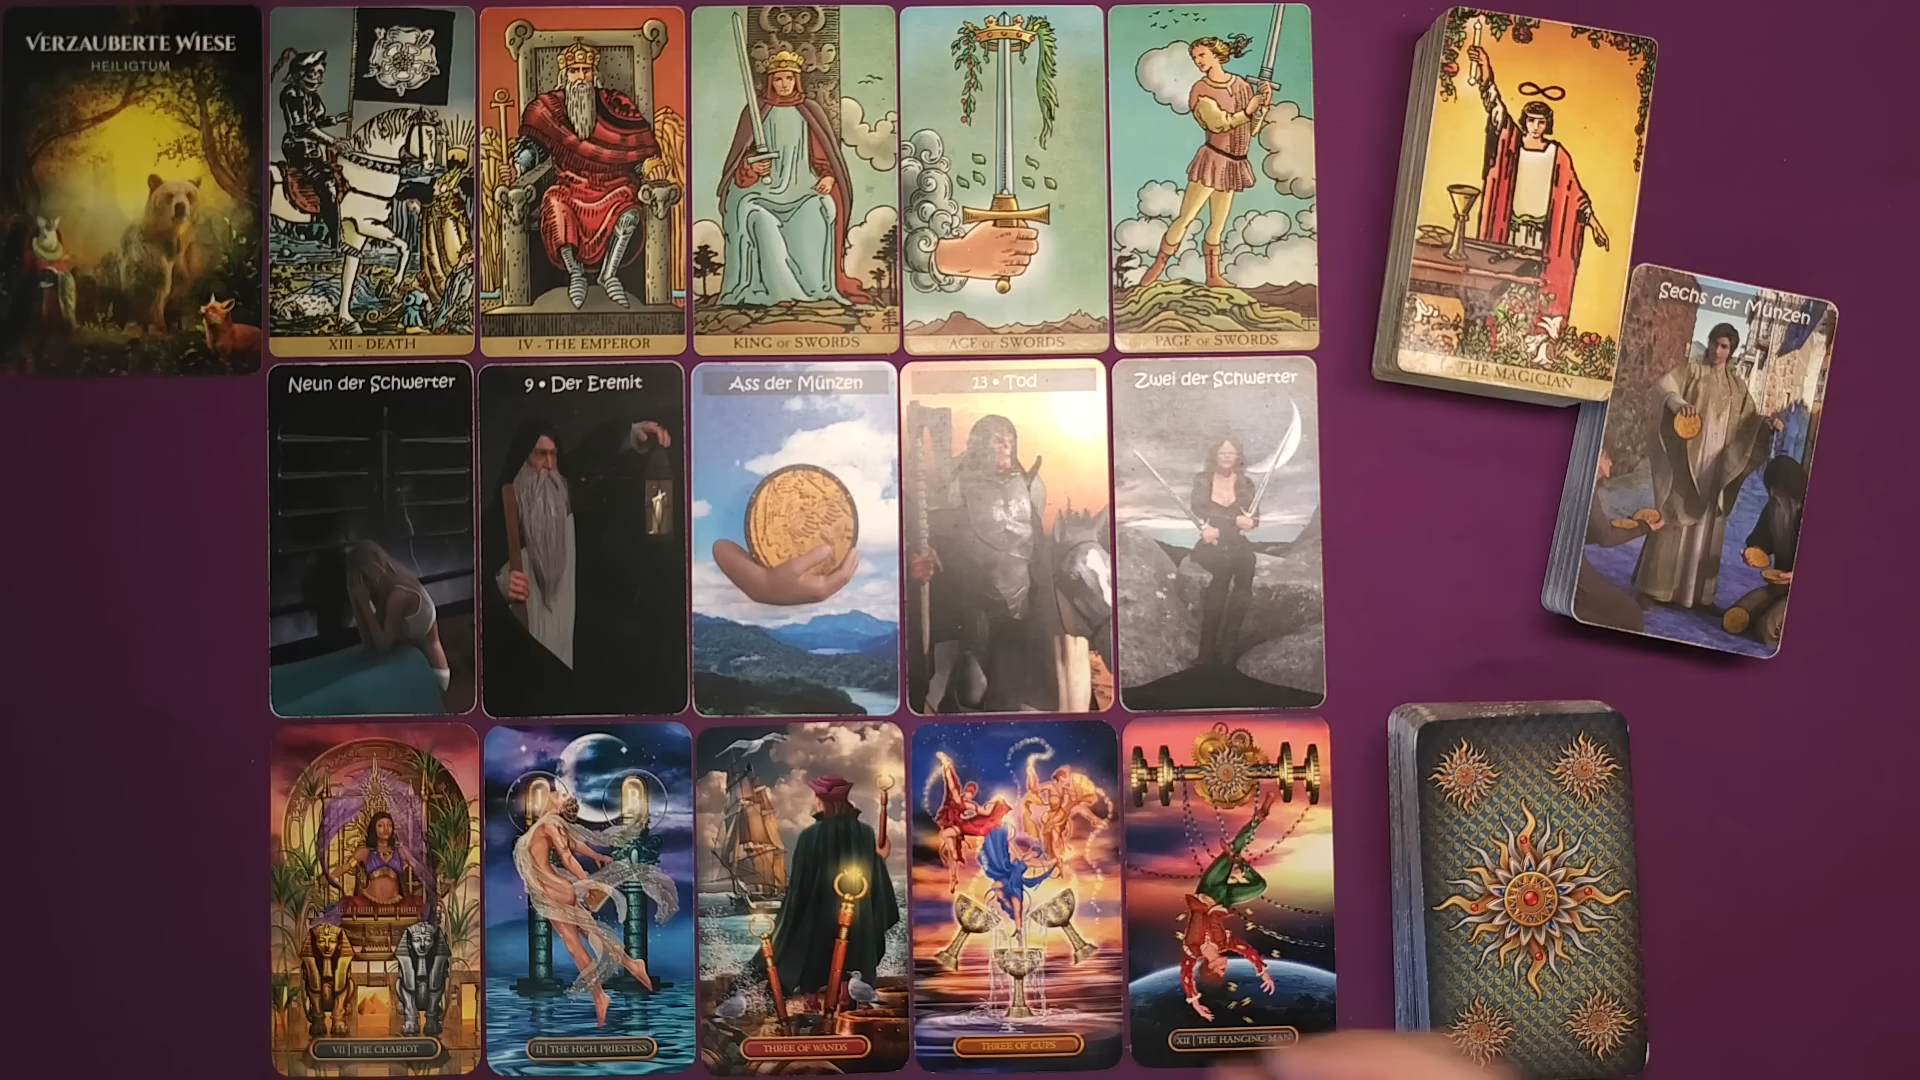 VERZAUBERTE WIESE
HEILIGTUM
XIII - DEATH
IV - THE EMPEROR
KING OF SWORDS
ACE OF SWORDS
PAGE OF SWORDS
THE MAGICIAN
Sechs der Münzen
Neun der Schwerter
9 • Der Eremit
Ass der Münzen
13 • Tod
Zwei der Schwerter
VII | THE CHARIOT
II | THE HIGH PRIESTESS
THREE OF WANDS
THREE OF CUPS
XII | THE HANGING MAN